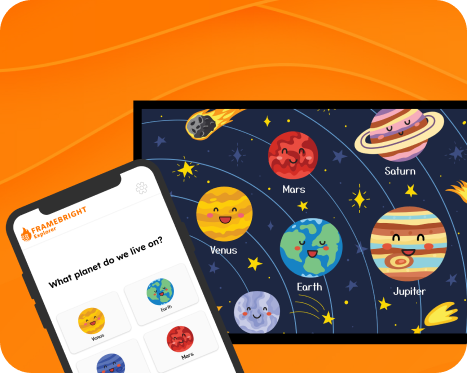 Saturn
Mars
Venus
Earth
Jupiter
FRAMEBRIGHT
Explorer
What planet do we live on?
Venus
Earth
Mars